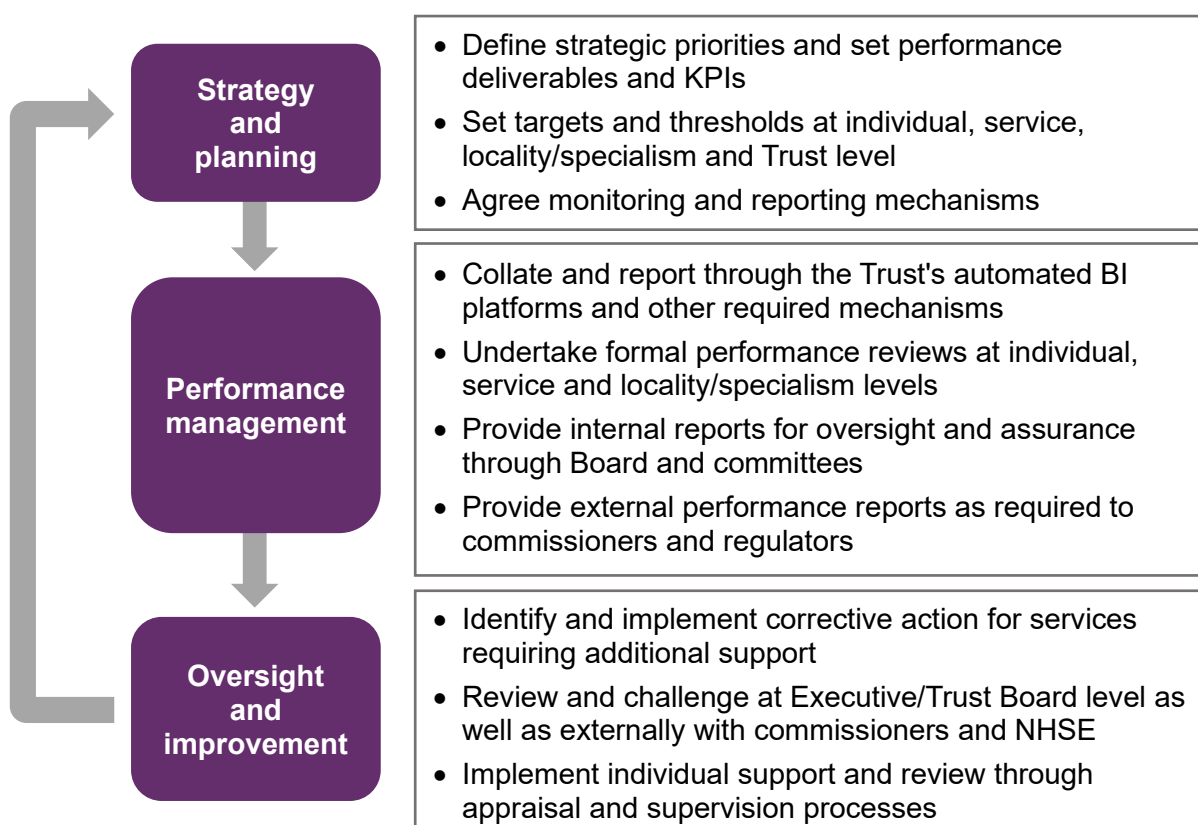 Strategy
and
planning
• Define strategic priorities and set performance
deliverables and KPIs
• Set targets and thresholds at individual, service,
locality/specialism and Trust level
• Agree monitoring and reporting mechanisms
Performance
management
• Collate and report through the Trust's automated BI
platforms and other required mechanisms
• Undertake formal performance reviews at individual,
service and locality/specialism levels
• Provide internal reports for oversight and assurance
through Board and committees
• Provide external performance reports as required to
commissioners and regulators
Oversight
and
improvement
• Identify and implement corrective action for services
requiring additional support
• Review and challenge at Executive/Trust Board level as
well as externally with commissioners and NHSE
• Implement individual support and review through
appraisal and supervision processes